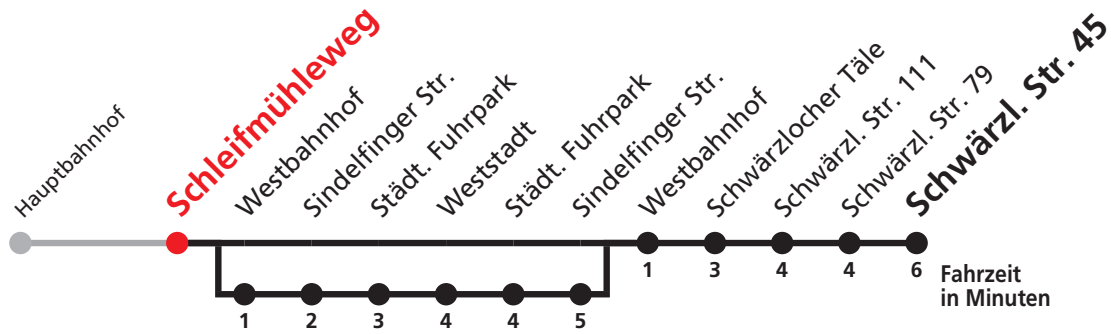 Hauptbahnhof
Schleifmühleweg
Westbahnhof
Sindelfinger Str.
Städt. Fuhrpark
Weststadt
Städt. Fuhrpark
Sindelfinger Str.
Westbahnhof
Schwärzlocher Täle
Schwärzl. Str. 111
Schwärzl. Str. 79
Schwärzl. Str. 45
1 3 4 4 6
Fahrzeit
in Minuten
1 2 3 4 4 5